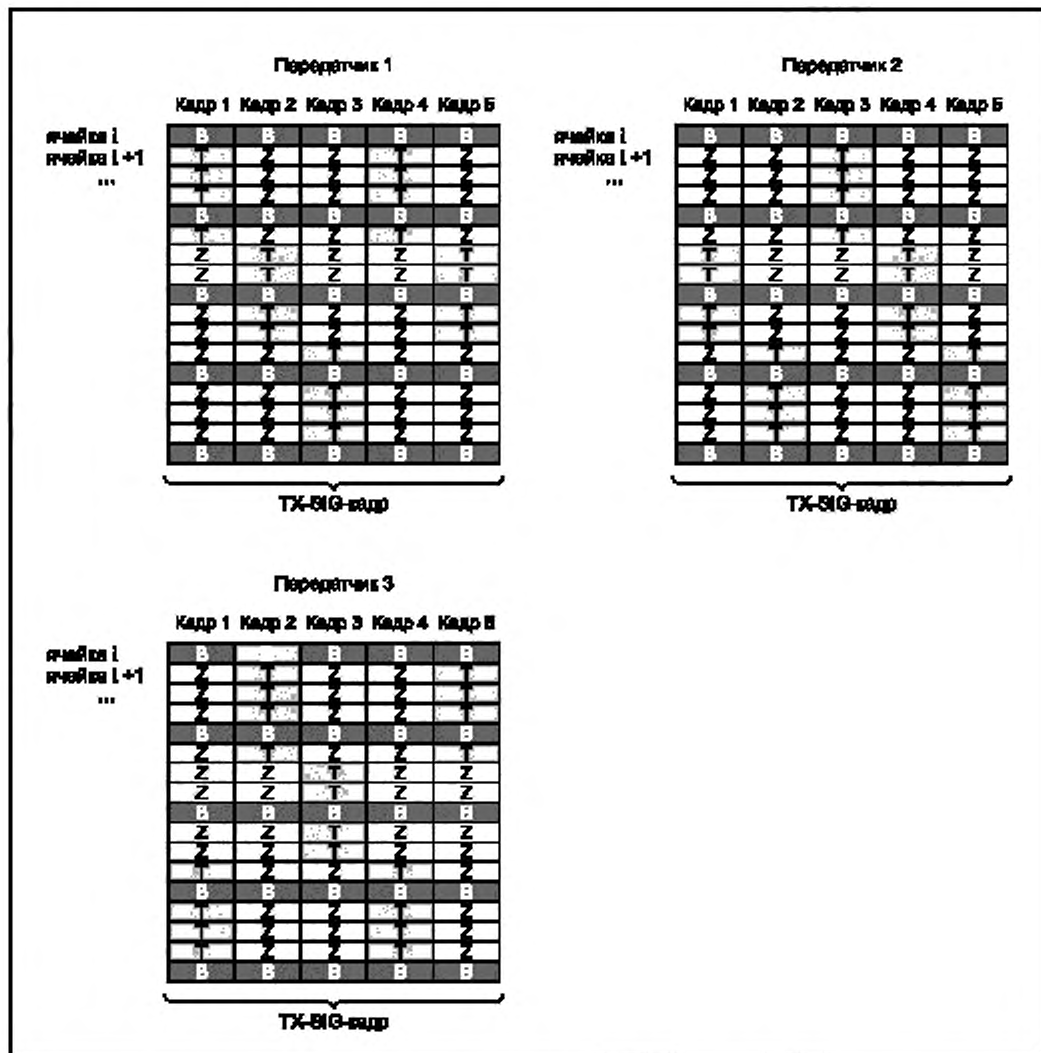 Передатчик 1
Кадр 1 Кадр 2 Кадр 3 Кадр 4 Кадр 5
ячейка i B B B B B
ячейка i +1 T Z Z T Z
... T Z Z T Z
T Z Z T Z
B B B B B
T Z Z T Z
Z T Z Z T
Z T Z Z T
B B B B B
Z T Z Z T
Z T Z Z T
Z Z T Z Z
B B B B B
Z Z T Z Z
Z Z T Z Z
Z Z T Z Z
B B B B B
TX-SIG-кадр
Передатчик 2
Кадр 1 Кадр 2 Кадр 3 Кадр 4 Кадр 5
ячейка i B B B B B
ячейка i +1 Z Z T Z Z
... Z Z T Z Z
Z Z T Z Z
B B B B B
Z Z T Z Z
T Z Z T Z
T Z Z T Z
B B B B B
T Z Z T Z
T Z Z T Z
Z T Z Z T
B B B B B
Z T Z Z T
Z T Z Z T
Z T Z Z T
B B B B B
TX-SIG-кадр
Передатчик 3
Кадр 1 Кадр 2 Кадр 3 Кадр 4 Кадр 5
ячейка i B B B B
ячейка i +1 Z T Z Z T
... Z T Z Z T
Z T Z Z T
B B B B B
Z T Z Z T
Z Z T Z Z
Z Z T Z Z
B B B B B
Z Z T Z Z
Z Z T Z Z
T Z Z T Z
B B B B B
T Z Z T Z
T Z Z T Z
T Z Z T Z
B B B B B
TX-SIG-кадр